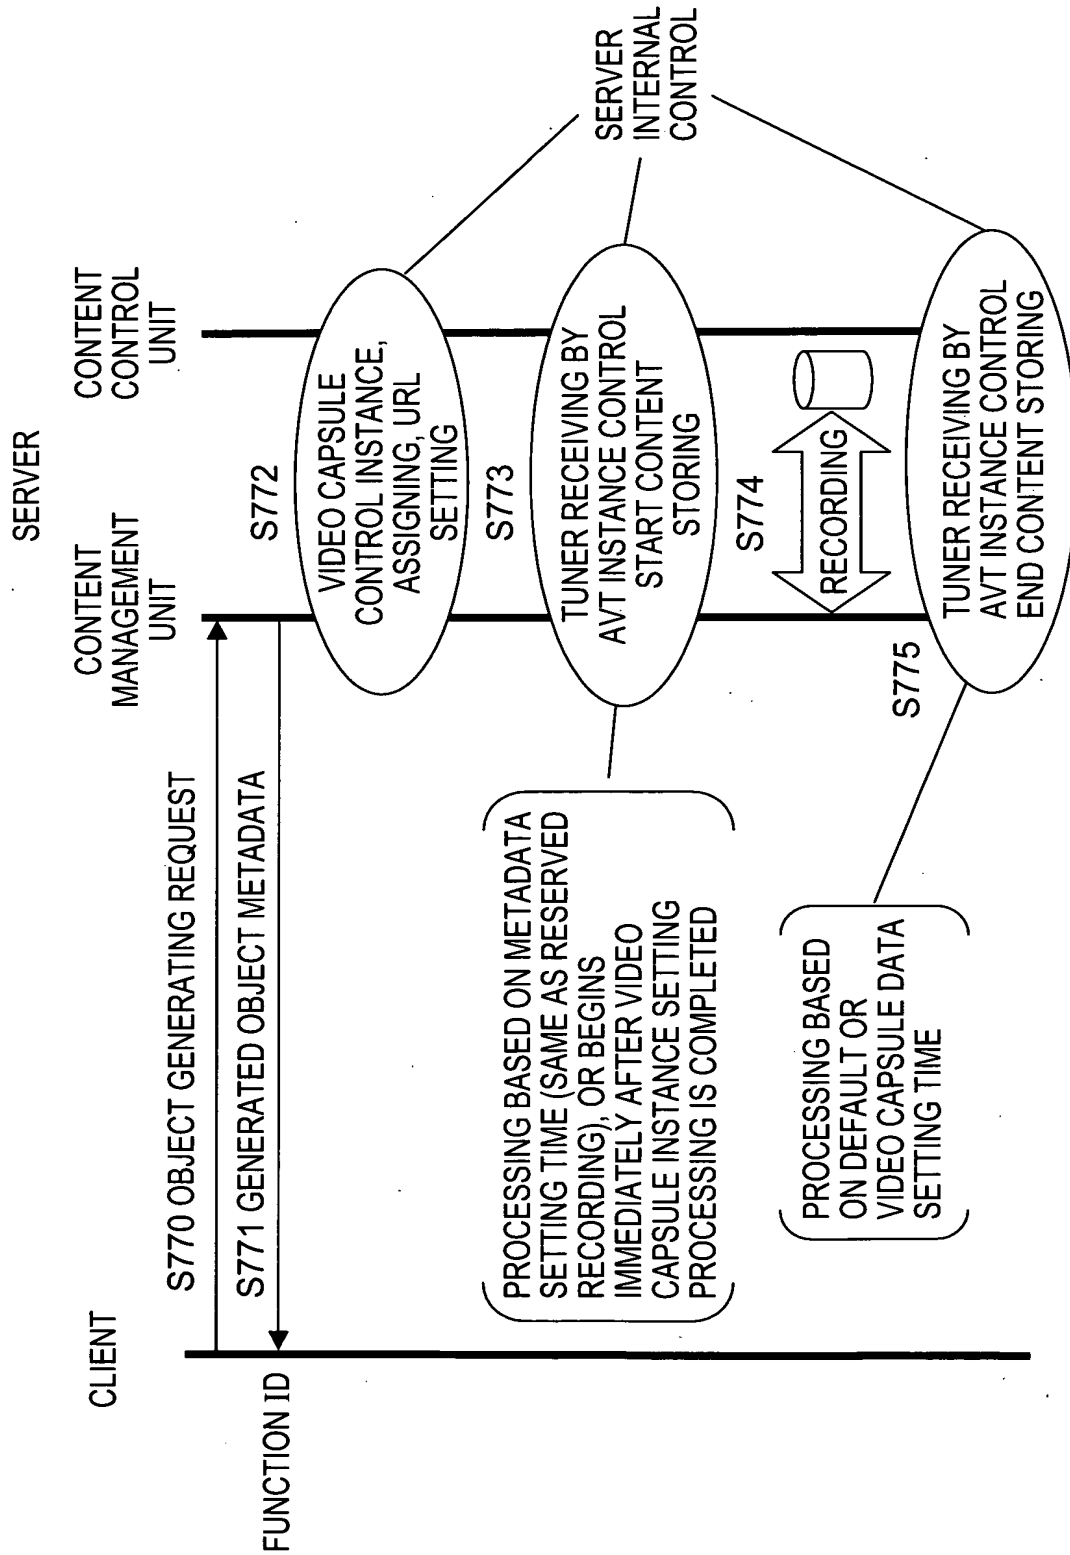 CLIENT
SERVER
CONTENT
MANAGEMENT
UNIT
CONTENT
CONTROL
UNIT
S770 OBJECT GENERATING REQUEST
S771 GENERATED OBJECT METADATA
FUNCTION ID
S772
VIDEO CAPSULE
CONTROL INSTANCE,
ASSIGNING, URL
SETTING
S773
TUNER RECEIVING BY
AVT INSTANCE CONTROL
START CONTENT
STORING
PROCESSING BASED ON METADATA
SETTING TIME (SAME AS RESERVED
RECORDING), OR BEGINS
IMMEDIATELY AFTER VIDEO
CAPSULE INSTANCE SETTING
PROCESSING IS COMPLETED
SERVER
INTERNAL
CONTROL
S774
RECORDING
S775
TUNER RECEIVING BY
AVT INSTANCE CONTROL
END CONTENT STORING
PROCESSING BASED
ON DEFAULT OR
VIDEO CAPSULE DATA
SETTING TIME